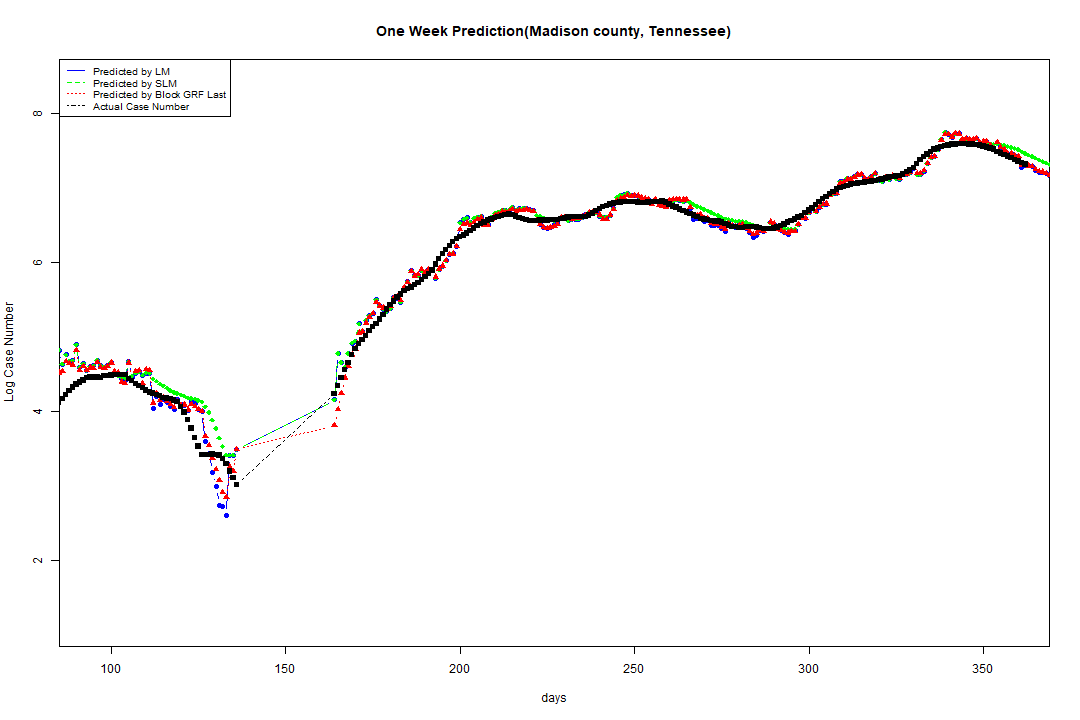 One Week Prediction(Madison county, Tennessee)
Predicted by LM
Predicted by SLM
Predicted by Block GRF Last
Actual Case Number
8
6
4
2
Log Case Number
100 150 200 250 300 350
days